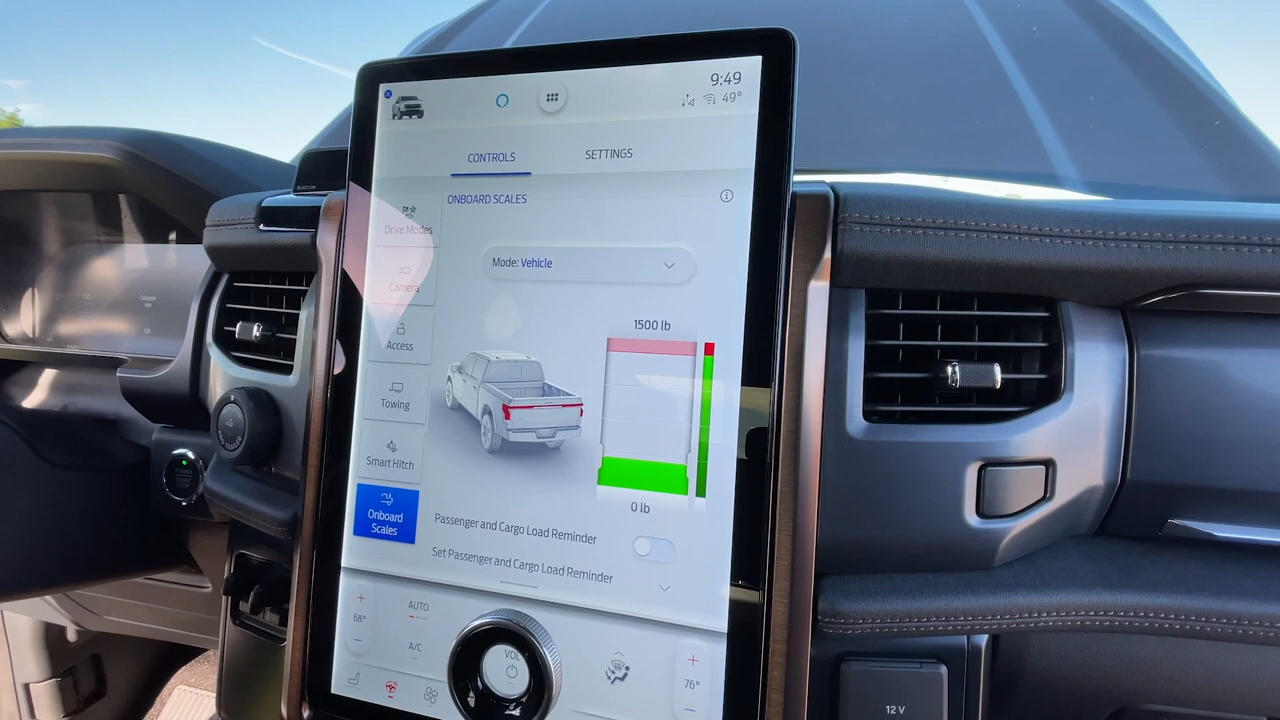 9:49
49°
CONTROLS
SETTINGS
ONBOARD SCALES
Drive Modes
Mode: Vehicle
Camera
1500 lb
Access
Towing
Smart Hitch
Onboard
Scales
0 lb
Passenger and Cargo Load Reminder
Set Passenger and Cargo Load Reminder
AUTO
68°
A/C
VOL
76°
12 V